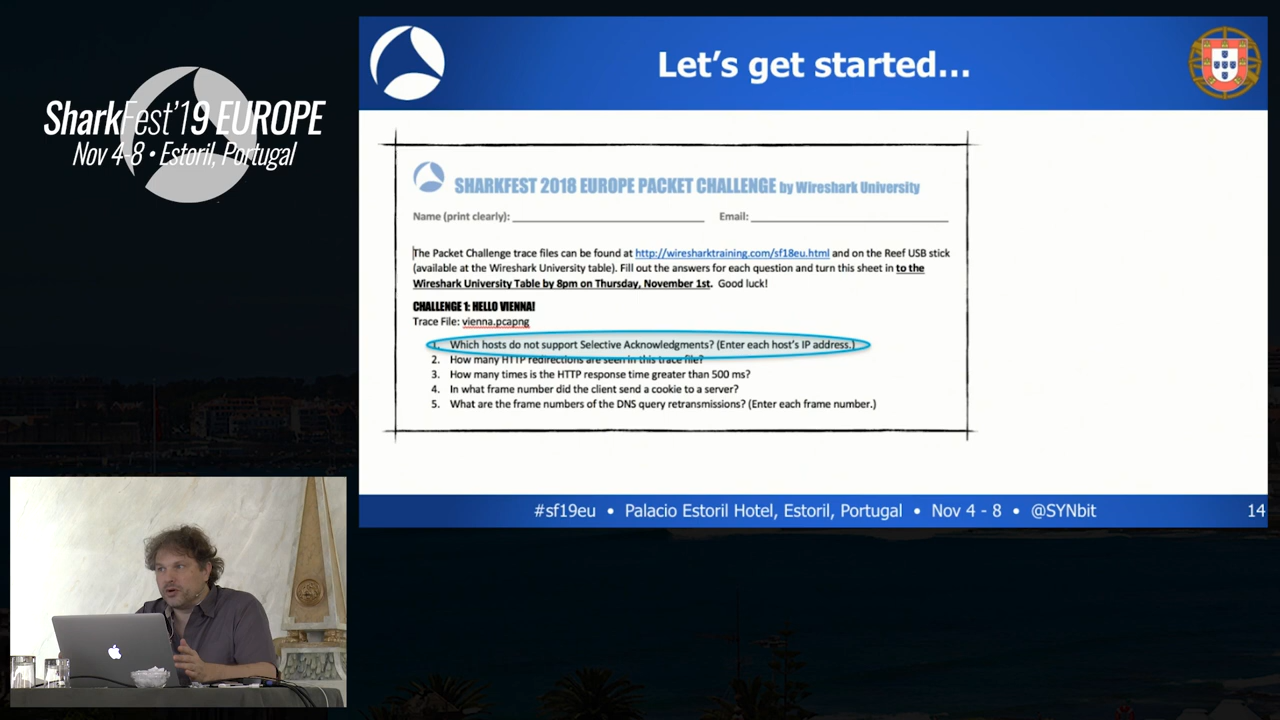 SharkFest'19 EUROPE
Nov 4-8 • Estoril, Portugal
Let's get started…
SHARKFEST 2018 EUROPE PACKET CHALLENGE by Wireshark University
Name (print clearly): Email:
The Packet Challenge trace files can be found at http://wiresharktraining.com/sf18eu.html and on the Reef USB stick
(available at the Wireshark University table). Fill out the answers for each question and turn this sheet in to the
Wireshark University Table by 8pm on Thursday, November 1st. Good luck!
CHALLENGE 1: HELLO VIENNA!
Trace File: vienna.pcapng
1. Which hosts do not support Selective Acknowledgments? (Enter each host's IP address.)
2. How many HTTP redirections are seen in this trace file?
3. How many times is the HTTP response time greater than 500 ms?
4. In what frame number did the client send a cookie to a server?
5. What are the frame numbers of the DNS query retransmissions? (Enter each frame number.)
#sf19eu • Palacio Estoril Hotel, Estoril, Portugal • Nov 4 - 8 • @SYNbit
14